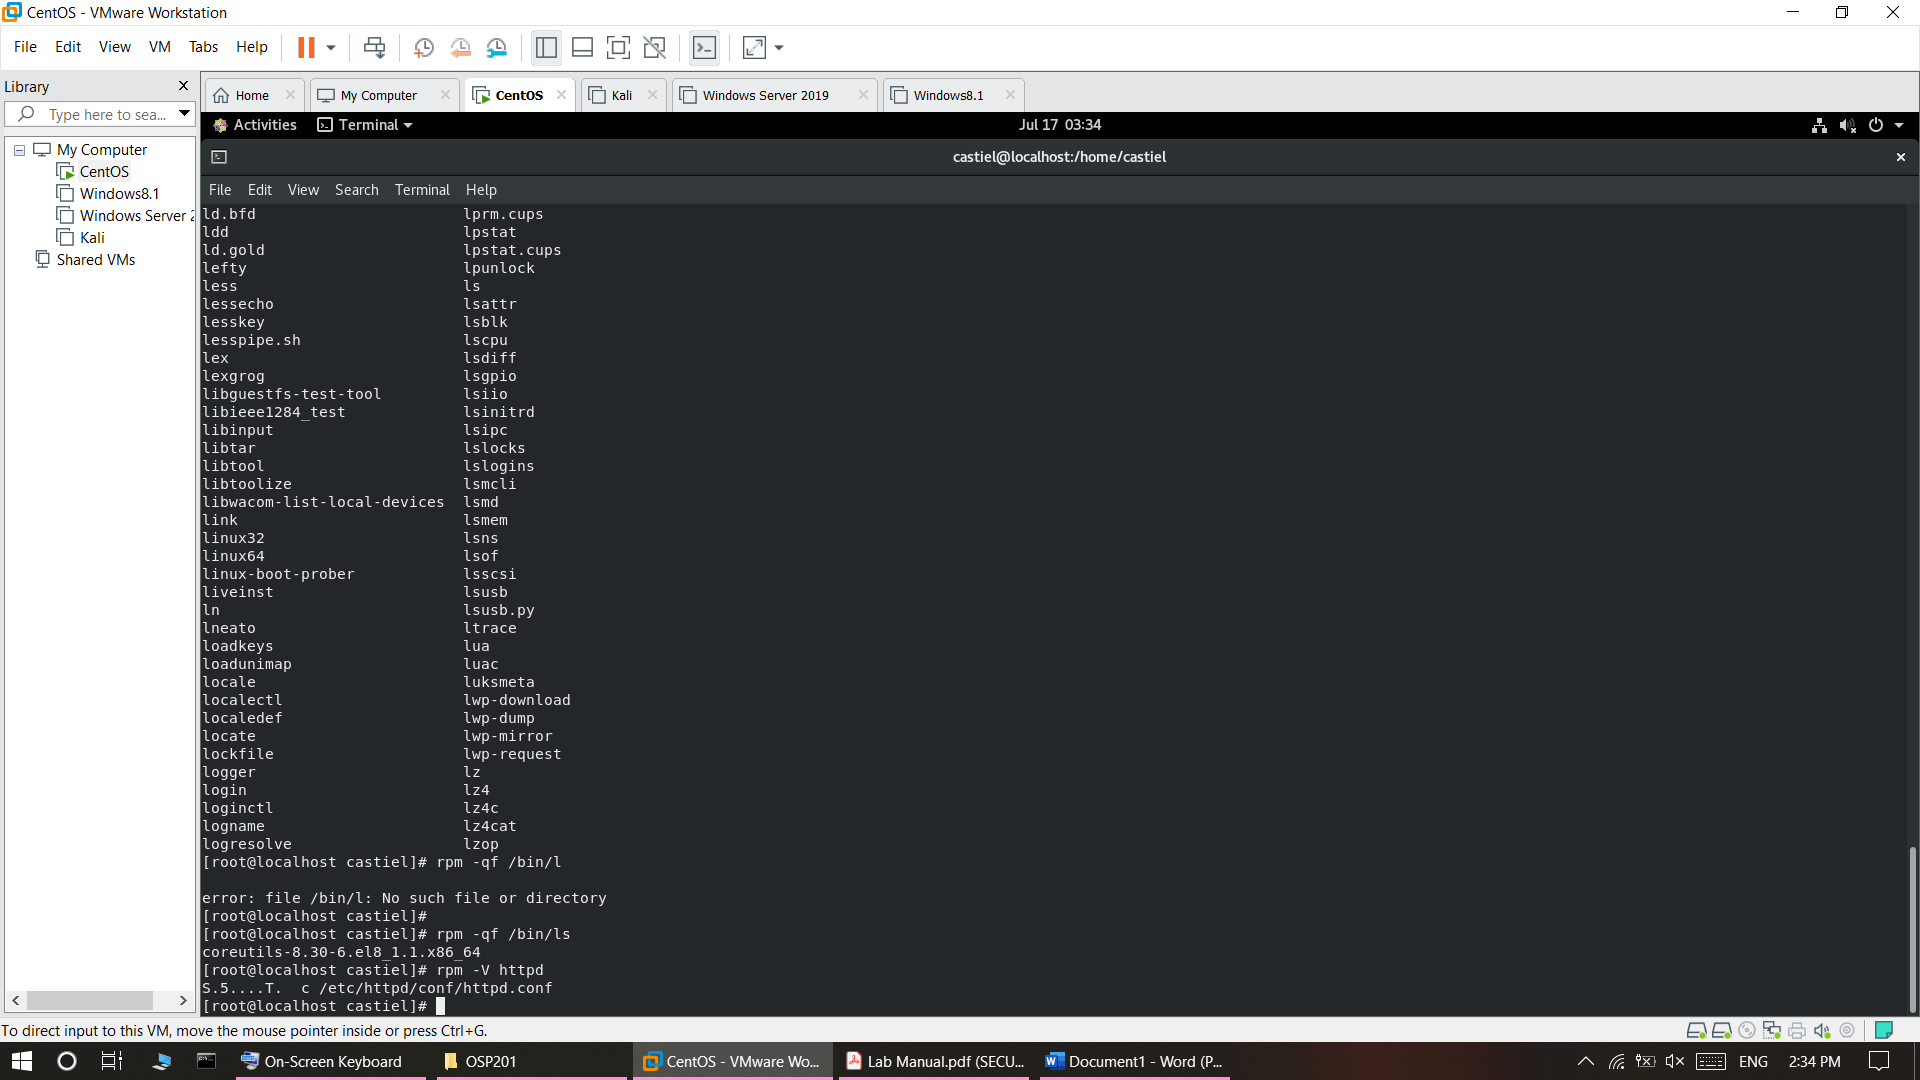 CentOS - VMware Workstation
File Edit View VM Tabs Help
Library
Type here to sea...
My Computer
CentOS
Windows8.1
Windows Server 2
Kali
Shared VMs
Home My Computer CentOS Kali Windows Server 2019 Windows8.1
Activities Terminal Jul 17 03:34
castiel@localhost:/home/castiel
File Edit View Search Terminal Help
ld.bfd lprm.cups
ldd lpstat
ld.gold lpstat.cups
lefty lpunlock
less ls
lessecho lsattr
lesskey lsblk
lesspipe.sh lscpu
lex lsdiff
lexgrog lsgpio
libguestfs-test-tool lsiio
libieee1284_test lsinitrd
libinput lsipc
libtar lslocks
libtool lslogins
libtoolize lsmcli
libwacom-list-local-devices lsmd
link lsmem
linux32 lsns
linux64 lsof
linux-boot-prober lsscsi
liveinst lsusb
ln lsusb.py
lneato ltrace
loadkeys lua
loadunimap luac
locale luksmeta
localectl lwp-download
localedef lwp-dump
locate lwp-mirror
lockfile lwp-request
logger lz
login lz4
loginctl lz4c
logname lz4cat
logresolve lzop
[root@localhost castiel]# rpm -qf /bin/l
error: file /bin/l: No such file or directory
[root@localhost castiel]#
[root@localhost castiel]# rpm -qf /bin/ls
coreutils-8.30-6.el8_1.1.x86_64
[root@localhost castiel]# rpm -V httpd
S.5....T.  c /etc/httpd/conf/httpd.conf
[root@localhost castiel]#
To direct input to this VM, move the mouse pointer inside or press Ctrl+G.
On-Screen Keyboard OSP201 CentOS - VMware Wo... Lab Manual.pdf (SECU... Document1 - Word (P... ENG 2:34 PM